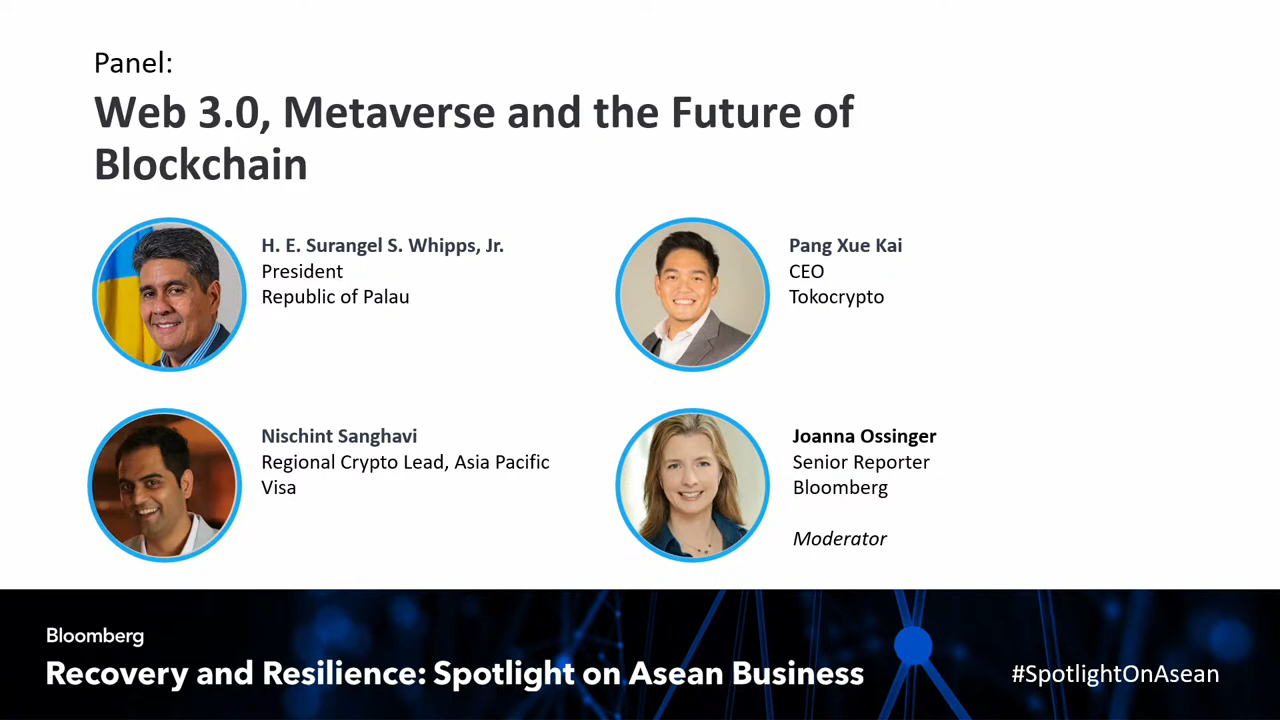 Panel:
Web 3.0, Metaverse and the Future of
Blockchain
H. E. Surangel S. Whipps, Jr.
President
Republic of Palau
Pang Xue Kai
CEO
Tokocrypto
Nischint Sanghavi
Regional Crypto Lead, Asia Pacific
Visa
Joanna Ossinger
Senior Reporter
Bloomberg
Moderator
Bloomberg
Recovery and Resilience: Spotlight on Asean Business
#SpotlightOnAsean